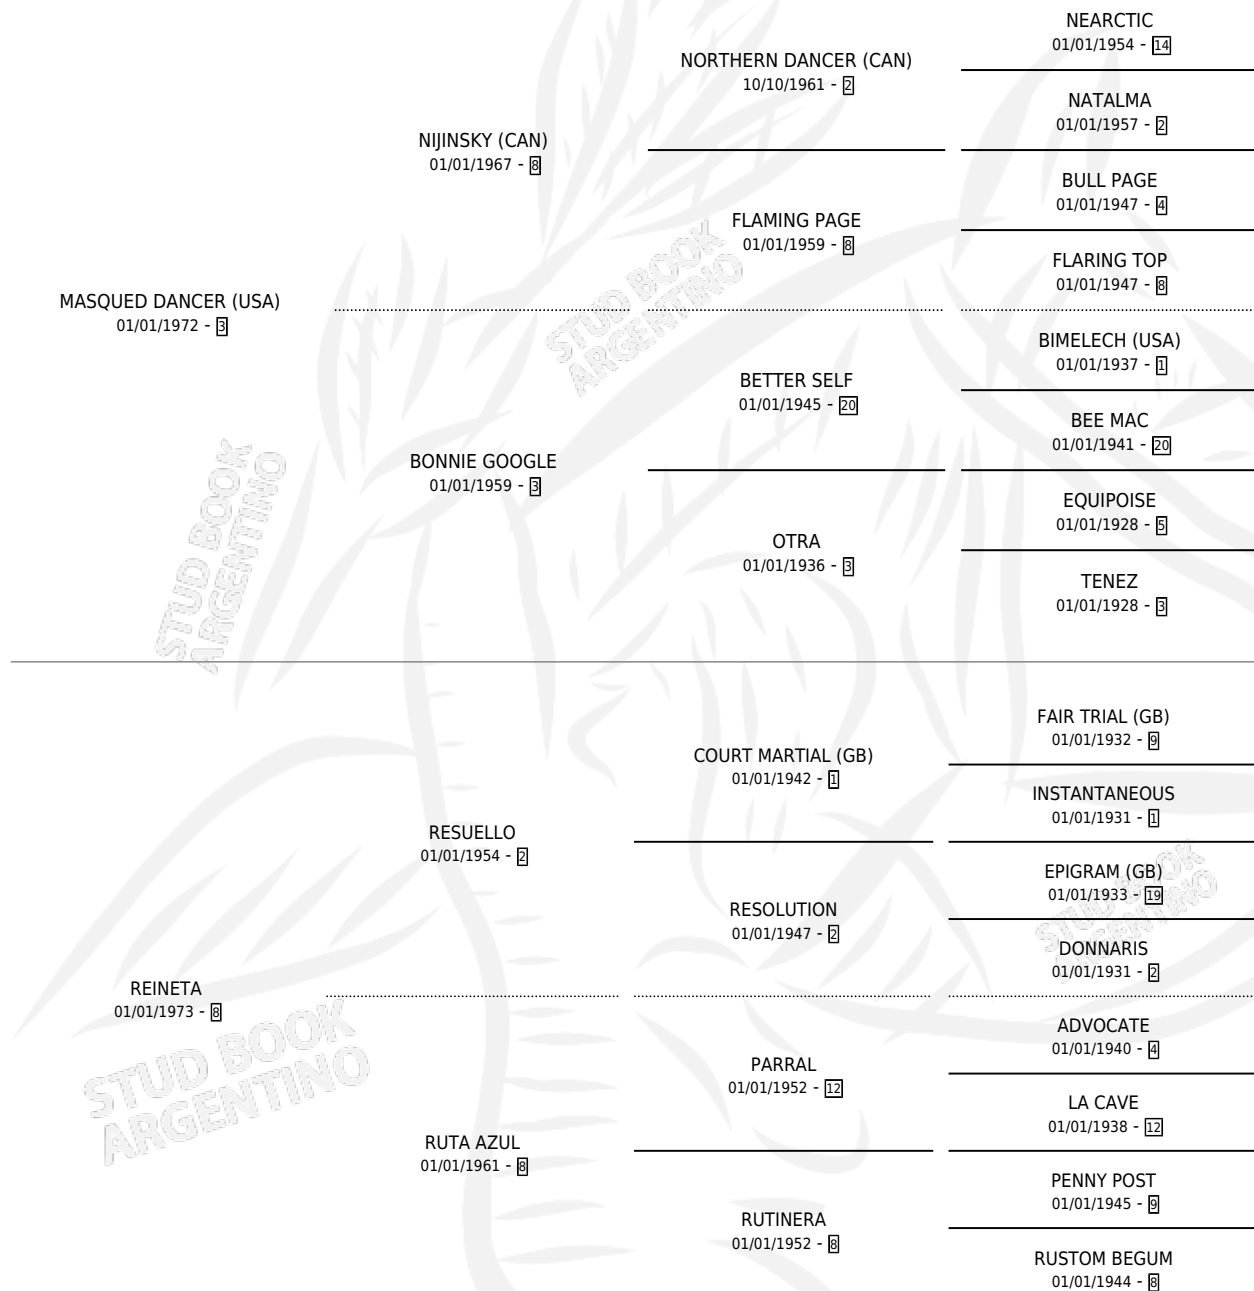 NEARCTIC
01/01/1954 - 14
NORTHERN DANCER (CAN)
10/10/1961 - 2
NATALMA
01/01/1957 - 2
NIJINSKY (CAN)
01/01/1967 - 8
BULL PAGE
01/01/1947 - 4
FLAMING PAGE
01/01/1959 - 8
FLARING TOP
01/01/1947 - 8
MASQUED DANCER (USA)
01/01/1972 - 3
STUD BOOK
ARGENTINO
BIMELECH (USA)
01/01/1937 - 1
BETTER SELF
01/01/1945 - 20
BEE MAC
01/01/1941 - 20
BONNIE GOOGLE
01/01/1959 - 3
EQUIPOISE
01/01/1928 - 5
OTRA
01/01/1936 - 3
TENEZ
01/01/1928 - 3
STUD BOOK
ARGENTINO
FAIR TRIAL (GB)
01/01/1932 - 9
COURT MARTIAL (GB)
01/01/1942 - 1
INSTANTANEOUS
01/01/1931 - 1
RESUELLO
01/01/1954 - 2
EPIGRAM (GB)
01/01/1933 - 19
RESOLUTION
01/01/1947 - 2
STUD BOOK
ARGENTINO
DONNARIS
01/01/1931 - 2
REINETA
01/01/1973 - 8
ADVOCATE
01/01/1940 - 4
PARRAL
01/01/1952 - 12
LA CAVE
01/01/1938 - 12
STUD BOOK
ARGENTINO
RUTA AZUL
01/01/1961 - 8
PENNY POST
01/01/1945 - 9
RUTINERA
01/01/1952 - 8
RUSTOM BEGUM
01/01/1944 - 8